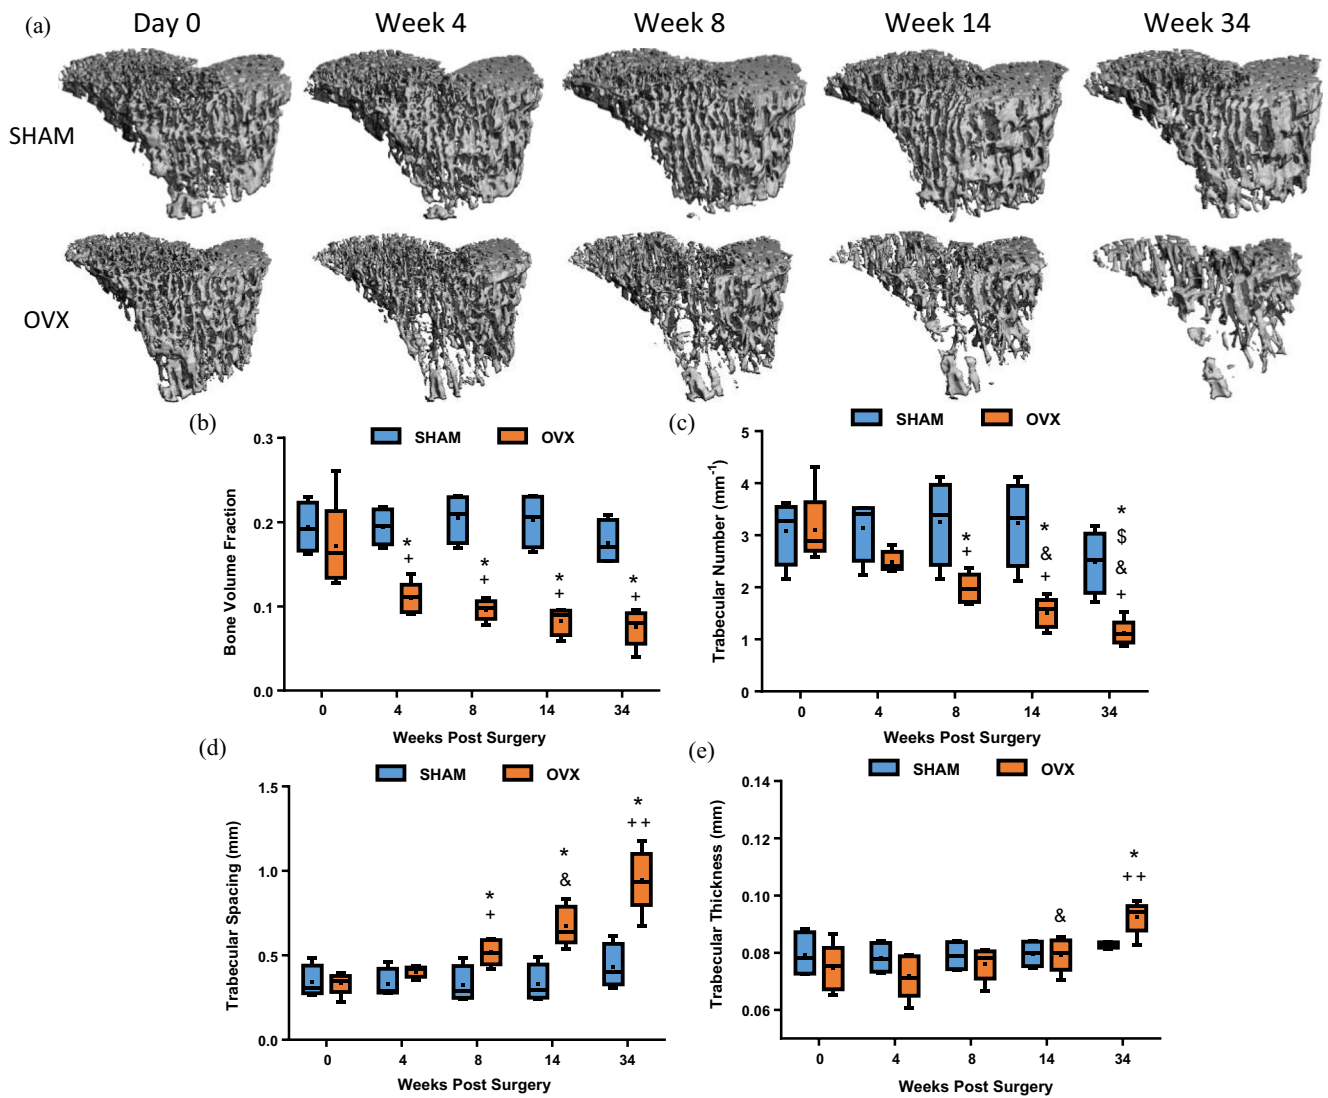 (a)
Day 0 Week 4 Week 8 Week 14 Week 34
SHAM
OVX
(b)
SHAM OVX
Bone Volume Fraction
0.3
0.2
0.1
0.0
* * * *
+ + + +
0 4 8 14 34
Weeks Post Surgery
(c)
SHAM OVX
Trabecular Number (mm⁻¹)
5
4
3
2
1
0
*
+
*
&
+
*
$
&
+
0 4 8 14 34
Weeks Post Surgery
(d)
SHAM OVX
Trabecular Spacing (mm)
1.5
1.0
0.5
0.0
*
+
*
&
*
++
0 4 8 14 34
Weeks Post Surgery
(e)
SHAM OVX
Trabecular Thickness (mm)
0.14
0.12
0.10
0.08
0.06
&
*
++
0 4 8 14 34
Weeks Post Surgery